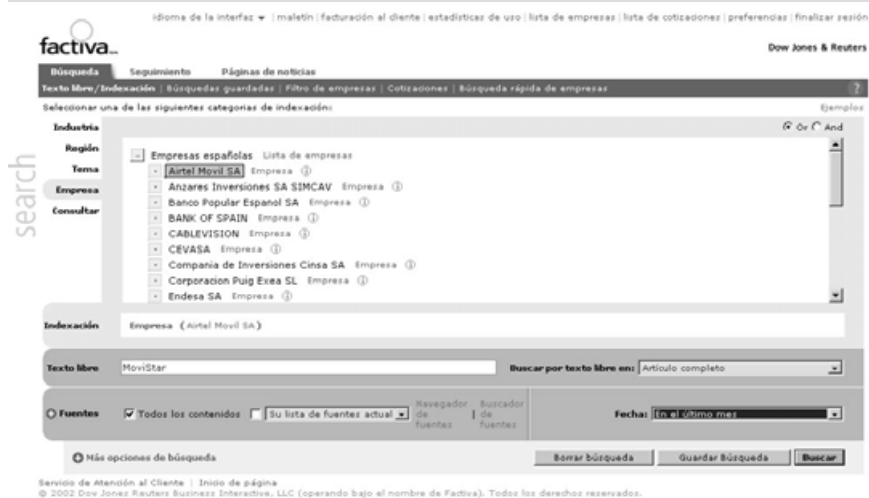 idioma de la interfaz | maletín | facturación al cliente | estadísticas de uso | lista de empresas | lista de cotizaciones | preferencias | finalizar sesión
factiva
Dow Jones & Reuters
Búsqueda Seguimiento Páginas de noticias
Texto libre/Indexación | Búsquedas guardadas | Filtro de empresas | Cotizaciones | Búsqueda rápida de empresas ?
Seleccionar una de las siguientes categorías de indexación: Ejemplos
Industria Or And
Región
Empresas españolas Lista de empresas
Tema
Airtel Movil SA Empresa
Empresa
Anzares Inversiones SA SIMCAV Empresa
Banco Popular Espanol SA Empresa
Consultar
BANK OF SPAIN Empresa
CABLEVISION Empresa
CEVASA Empresa
Compania de Inversiones Cinsa SA Empresa
Corporacion Puig Exea SL Empresa
Endesa SA Empresa
search
Indexación Empresa (Airtel Movil SA)
Texto libre MoviStar Buscar por texto libre en: Artículo completo
Fuentes Todos los contenidos Su lista de fuentes actual Navegador de fuentes | Buscador de fuentes Fecha: En el último mes
Más opciones de búsqueda Borrar búsqueda Guardar Búsqueda Buscar
Servicio de Atención al Cliente | Inicio de página
© 2002 Dow Jones Reuters Business Interactive, LLC (operando bajo el nombre de Factiva). Todos los derechos reservados.